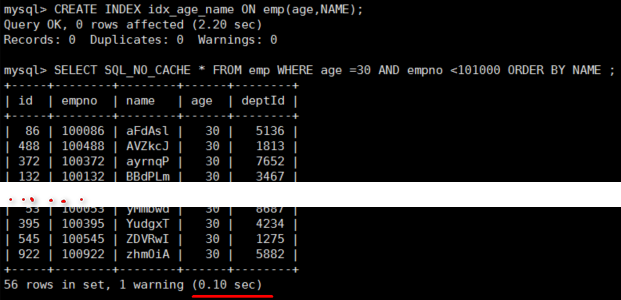 mysql> CREATE INDEX idx_age_name ON emp(age,NAME);
Query OK, 0 rows affected (2.20 sec)
Records: 0  Duplicates: 0  Warnings: 0
mysql> SELECT SQL_NO_CACHE * FROM emp WHERE age =30 AND empno <101000 ORDER BY NAME ;
+-----+--------+--------+------+--------+
| id  | empno  | name   | age  | deptId |
+-----+--------+--------+------+--------+
|  86 | 100086 | aFdAsl |   30 |   5136 |
| 488 | 100488 | AVZkcJ |   30 |   1813 |
| 372 | 100372 | ayrnqP |   30 |   7652 |
| 132 | 100132 | BBdPLm |   30 |   3467 |
|  53 | 100053 | yMmbwd |   30 |   8687 |
| 395 | 100395 | YudgxT |   30 |   4234 |
| 545 | 100545 | ZDVRwI |   30 |   1275 |
| 922 | 100922 | zhmOiA |   30 |   5882 |
+-----+--------+--------+------+--------+
56 rows in set, 1 warning (0.10 sec)